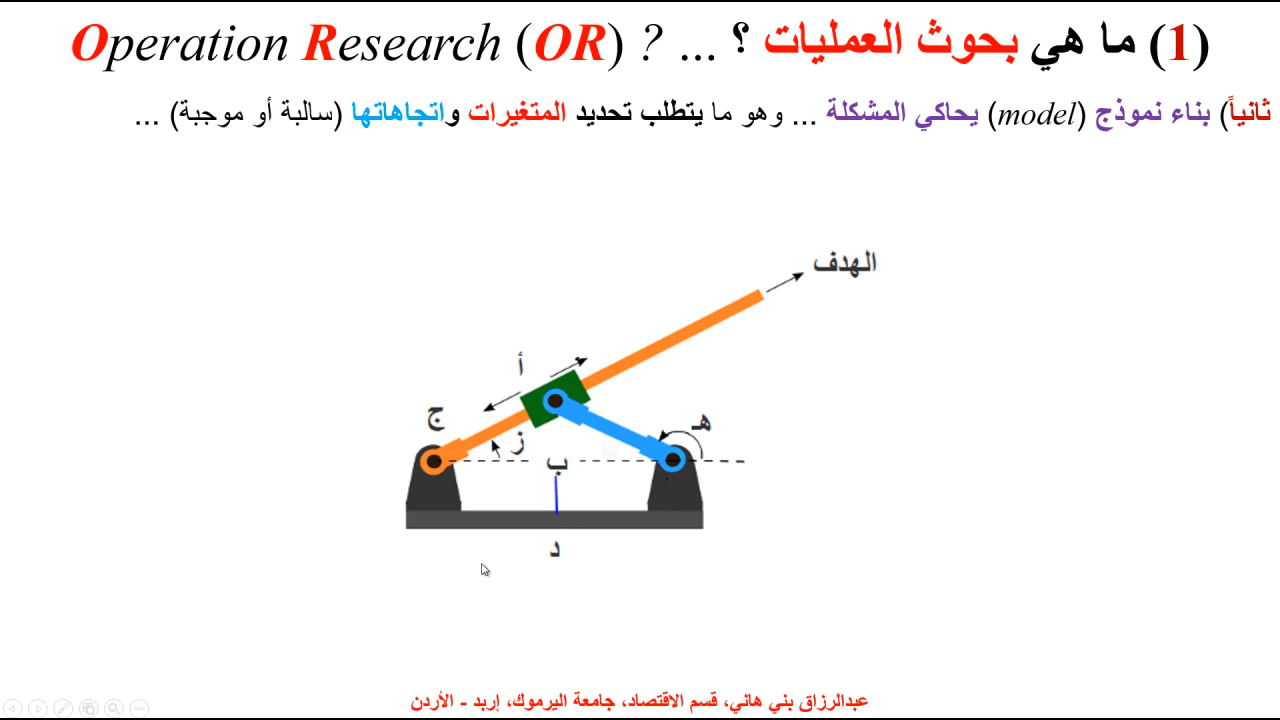 (1) ما هي بحوث العمليات ؟ ... Operation Research (OR) ?
ثانياً) بناء نموذج (model) يحاكي المشكلة ... وهو ما يتطلب تحديد المتغيرات واتجاهاتها (سالبة أو موجبة) ...
الهدف
أ
ج
هـ
ز
ب
د
عبدالرزاق بني هاني، قسم الاقتصاد، جامعة اليرموك، إربد - الأردن